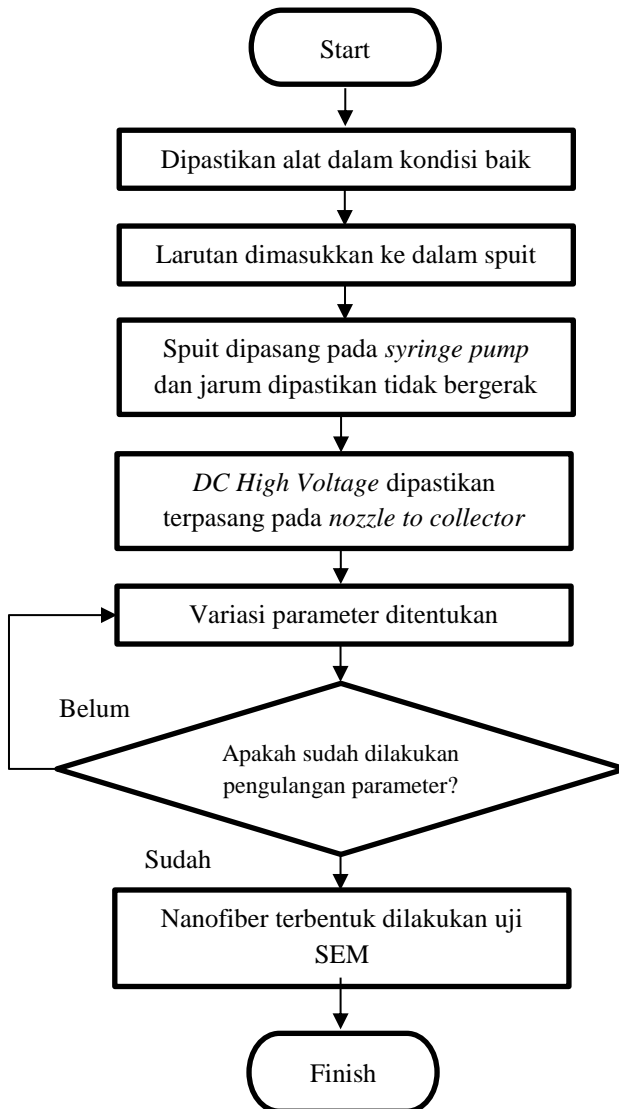 Start
Dipastikan alat dalam kondisi baik
Larutan dimasukkan ke dalam spuit
Spuit dipasang pada syringe pump
dan jarum dipastikan tidak bergerak
DC High Voltage dipastikan
terpasang pada nozzle to collector
Variasi parameter ditentukan
Belum
Apakah sudah dilakukan
pengulangan parameter?
Sudah
Nanofiber terbentuk dilakukan uji
SEM
Finish